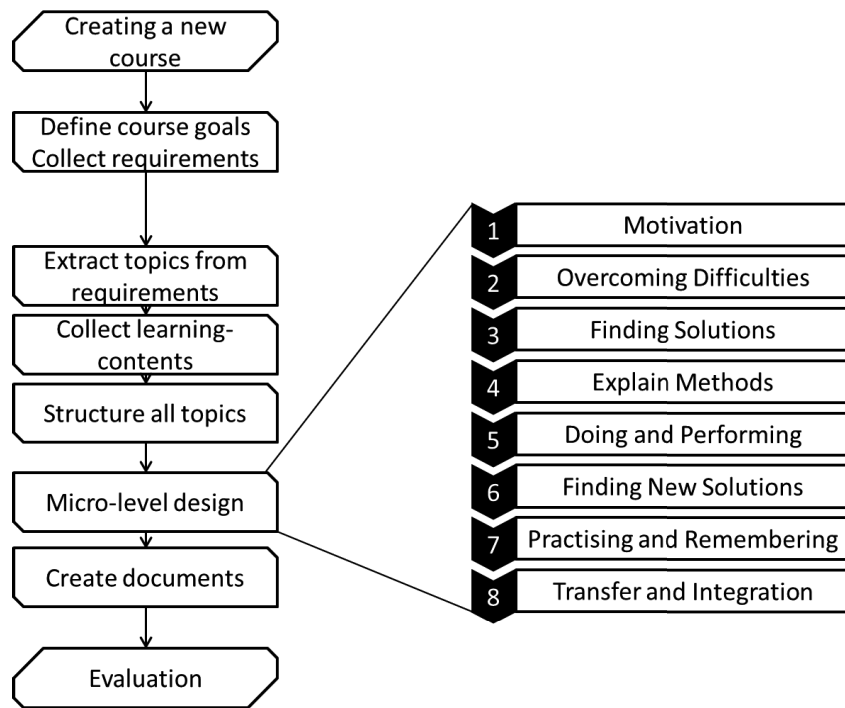 Creating a new
course
Define course goals
Collect requirements
Extract topics from
requirements
Collect learning-
contents
Structure all topics
Micro-level design
Create documents
Evaluation
1 Motivation
2 Overcoming Difficulties
3 Finding Solutions
4 Explain Methods
5 Doing and Performing
6 Finding New Solutions
7 Practising and Remembering
8 Transfer and Integration